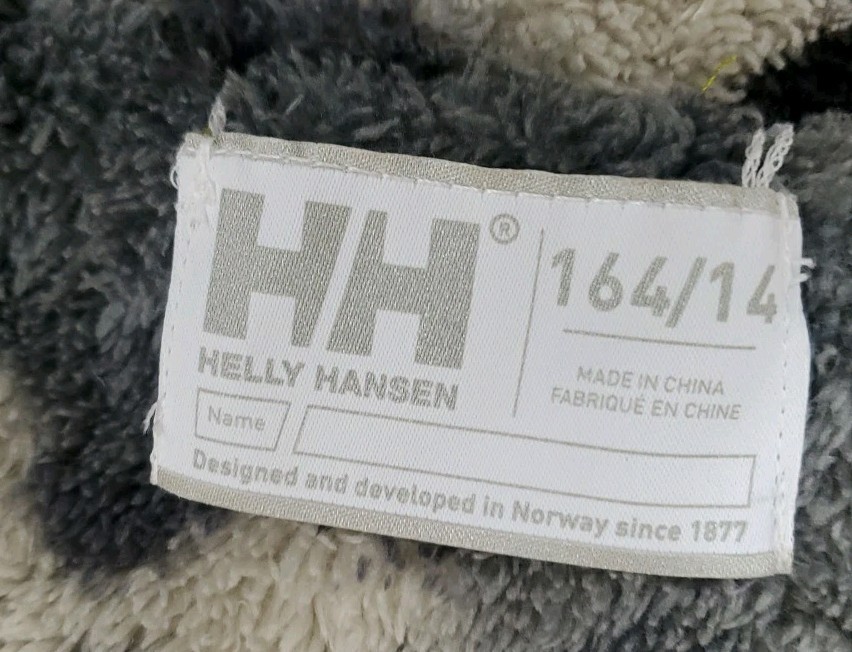 HH®
HELLY HANSEN
164/14
MADE IN CHINA
FABRIQUÉ EN CHINE
Name
Designed and developed in Norway since 1877